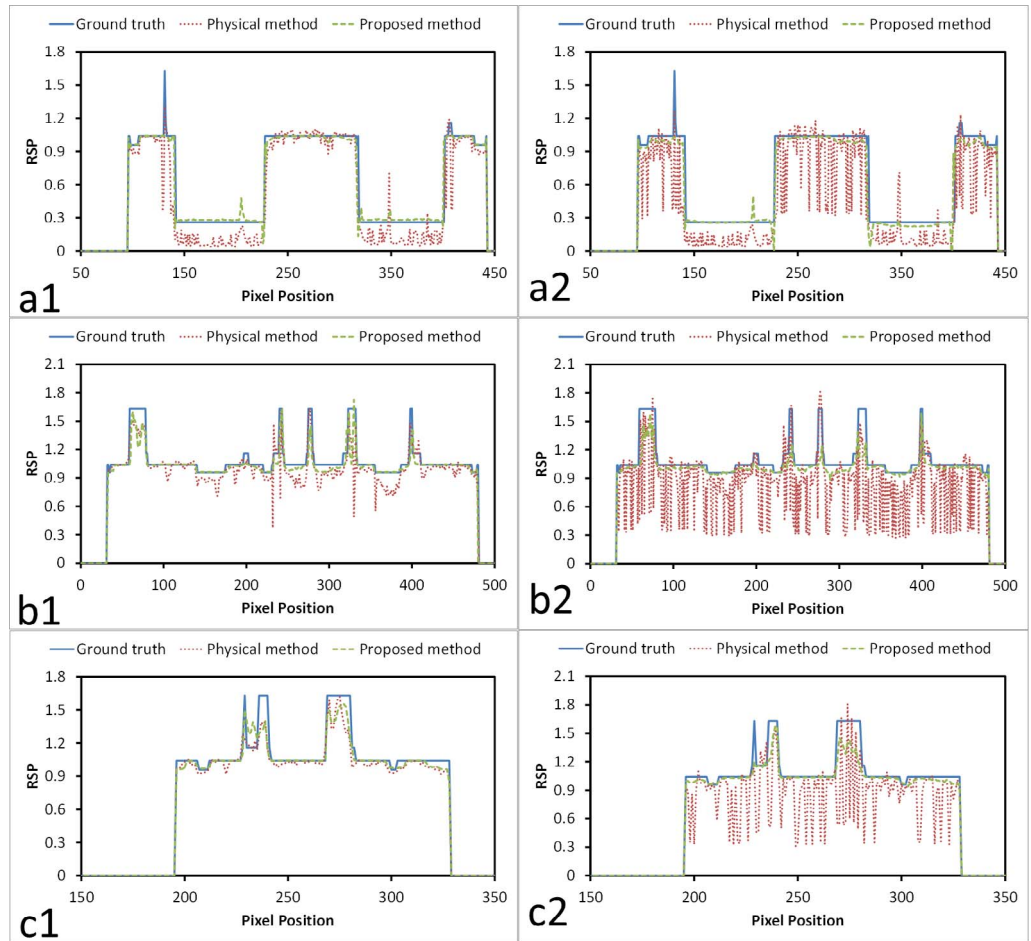 Ground truth Physical method Proposed method
1.8
1.5
1.2
0.9
0.6
0.3
0
RSP
50 150 250 350 450
Pixel Position
a1
Ground truth Physical method Proposed method
1.8
1.5
1.2
0.9
0.6
0.3
0
RSP
50 150 250 350 450
Pixel Position
a2
Ground truth Physical method Proposed method
2.1
1.8
1.5
1.2
0.9
0.6
0.3
0
RSP
0 100 200 300 400 500
Pixel Position
b1
Ground truth Physical method Proposed method
2.1
1.8
1.5
1.2
0.9
0.6
0.3
0
RSP
0 100 200 300 400 500
Pixel Position
b2
Ground truth Physical method Proposed method
1.8
1.5
1.2
0.9
0.6
0.3
0
RSP
150 200 250 300 350
Pixel Position
c1
Ground truth Physical method Proposed method
2.1
1.8
1.5
1.2
0.9
0.6
0.3
0
RSP
150 200 250 300 350
Pixel Position
c2